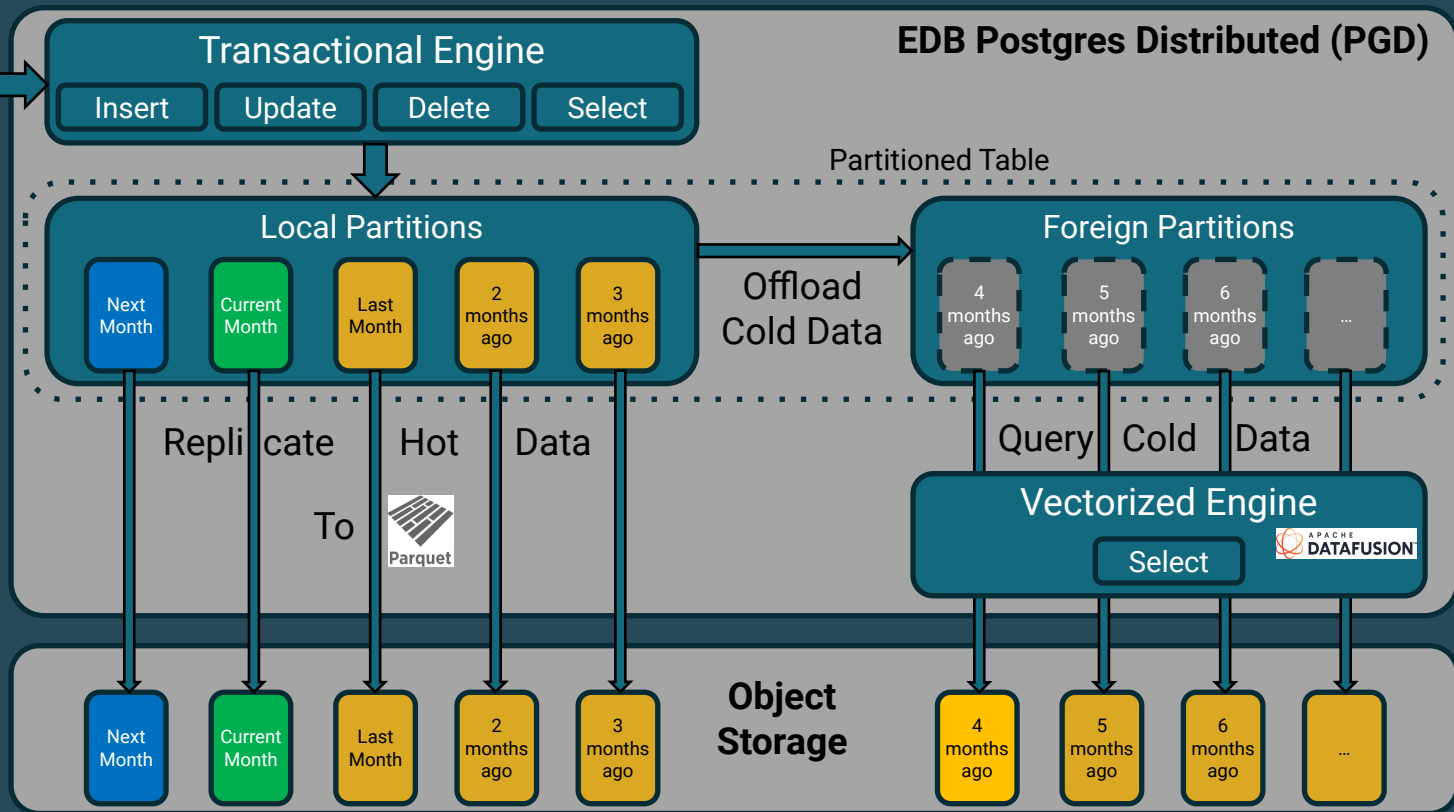 EDB Postgres Distributed (PGD)
Transactional Engine
Insert
Update
Delete
Select
Partitioned Table
Local Partitions
Next
Month
Current
Month
Last
Month
2
months
ago
3
months
ago
Offload
Cold Data
Foreign Partitions
4
months
ago
5
months
ago
6
months
ago
...
Replicate Hot Data
To
Parquet
Query Cold Data
Vectorized Engine
Select
APACHE
DATAFUSION
Object
Storage
Next
Month
Current
Month
Last
Month
2
months
ago
3
months
ago
4
months
ago
5
months
ago
6
months
ago
...